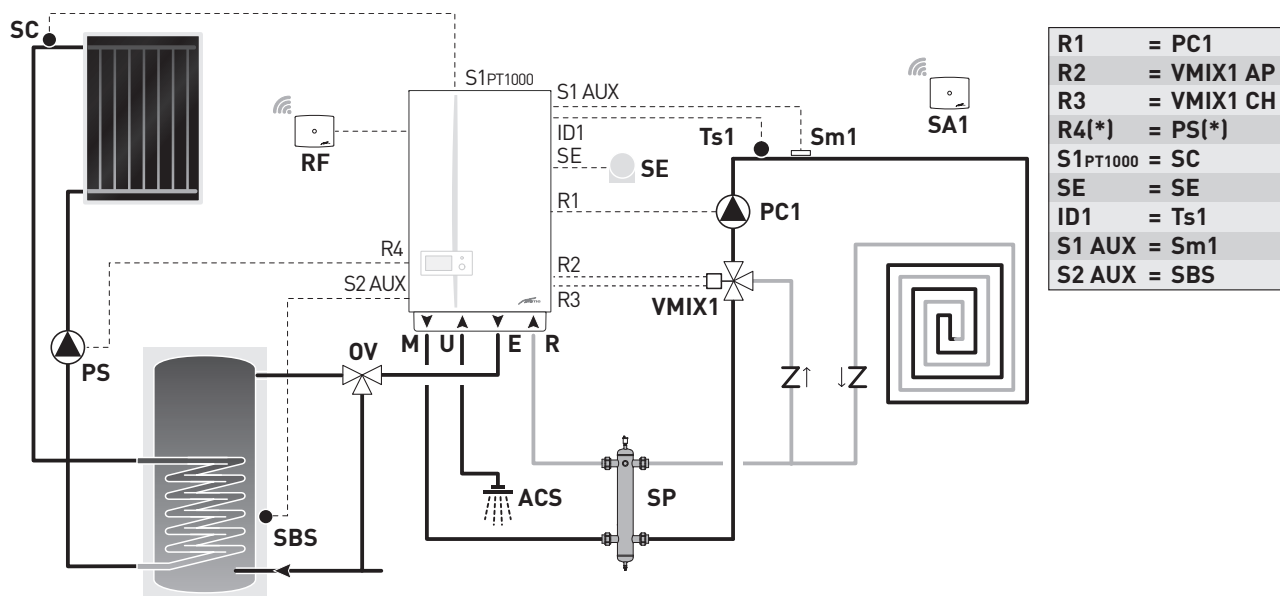 SC
S1PT1000
S1 AUX
RF
ID1
SE
SE
Ts1
Sm1
SA1
R1
PC1
R4
S2 AUX
R2
R3
VMIX1
M U E R
OV
PS
Z↑ ↓Z
SBS
ACS
SP
R1 = PC1
R2 = VMIX1 AP
R3 = VMIX1 CH
R4(*) = PS(*)
S1PT1000 = SC
SE = SE
ID1 = Ts1
S1 AUX = Sm1
S2 AUX = SBS